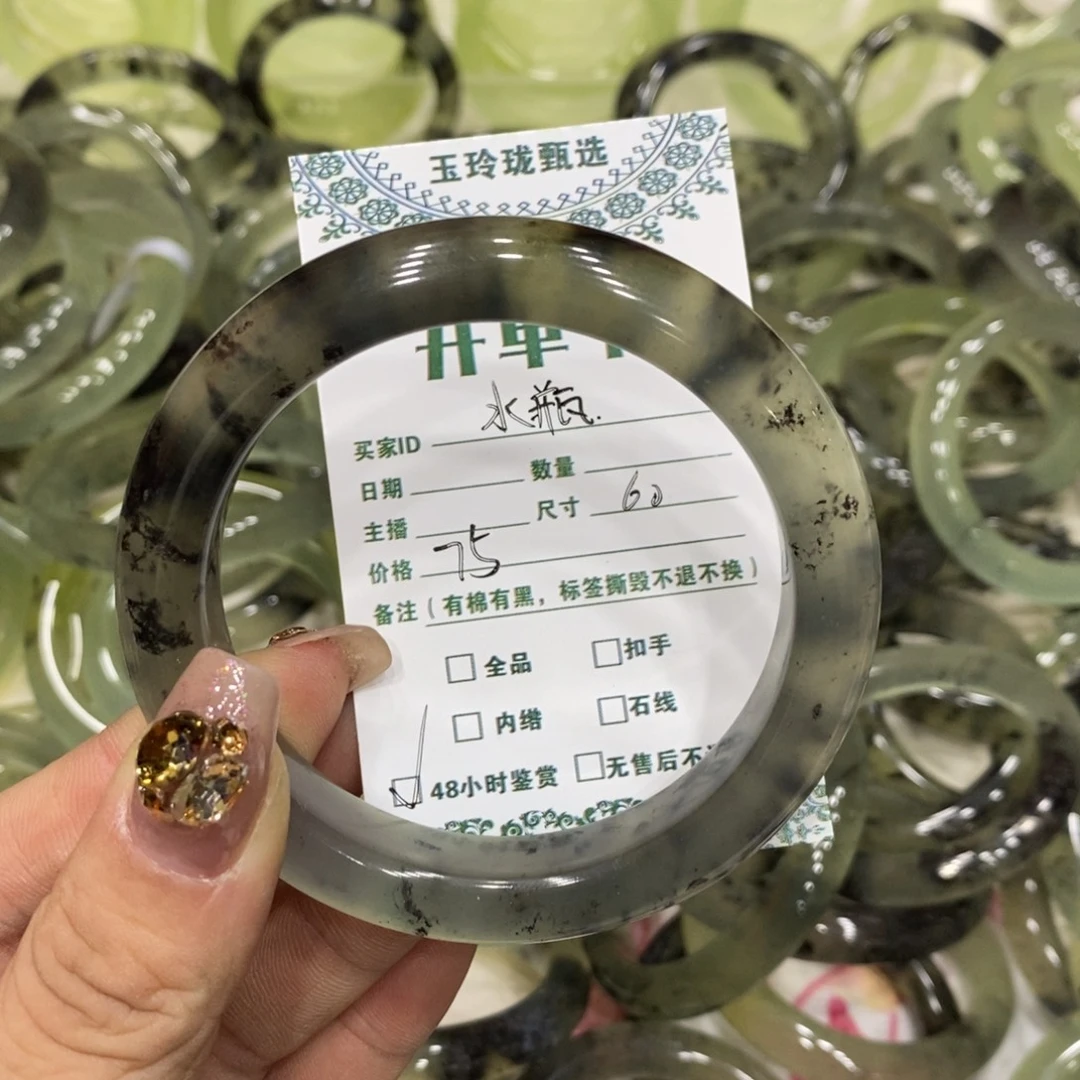 玉玲珑甄选
开单
水瓶.
买家ID
日期 数量
主播 尺寸 60
价格 75
备注(有棉有黑,标签撕毁不退不换)
□ 全品 □ 扣手
□ 内绺 □ 石线
☑ 48小时鉴赏 □ 无售后不